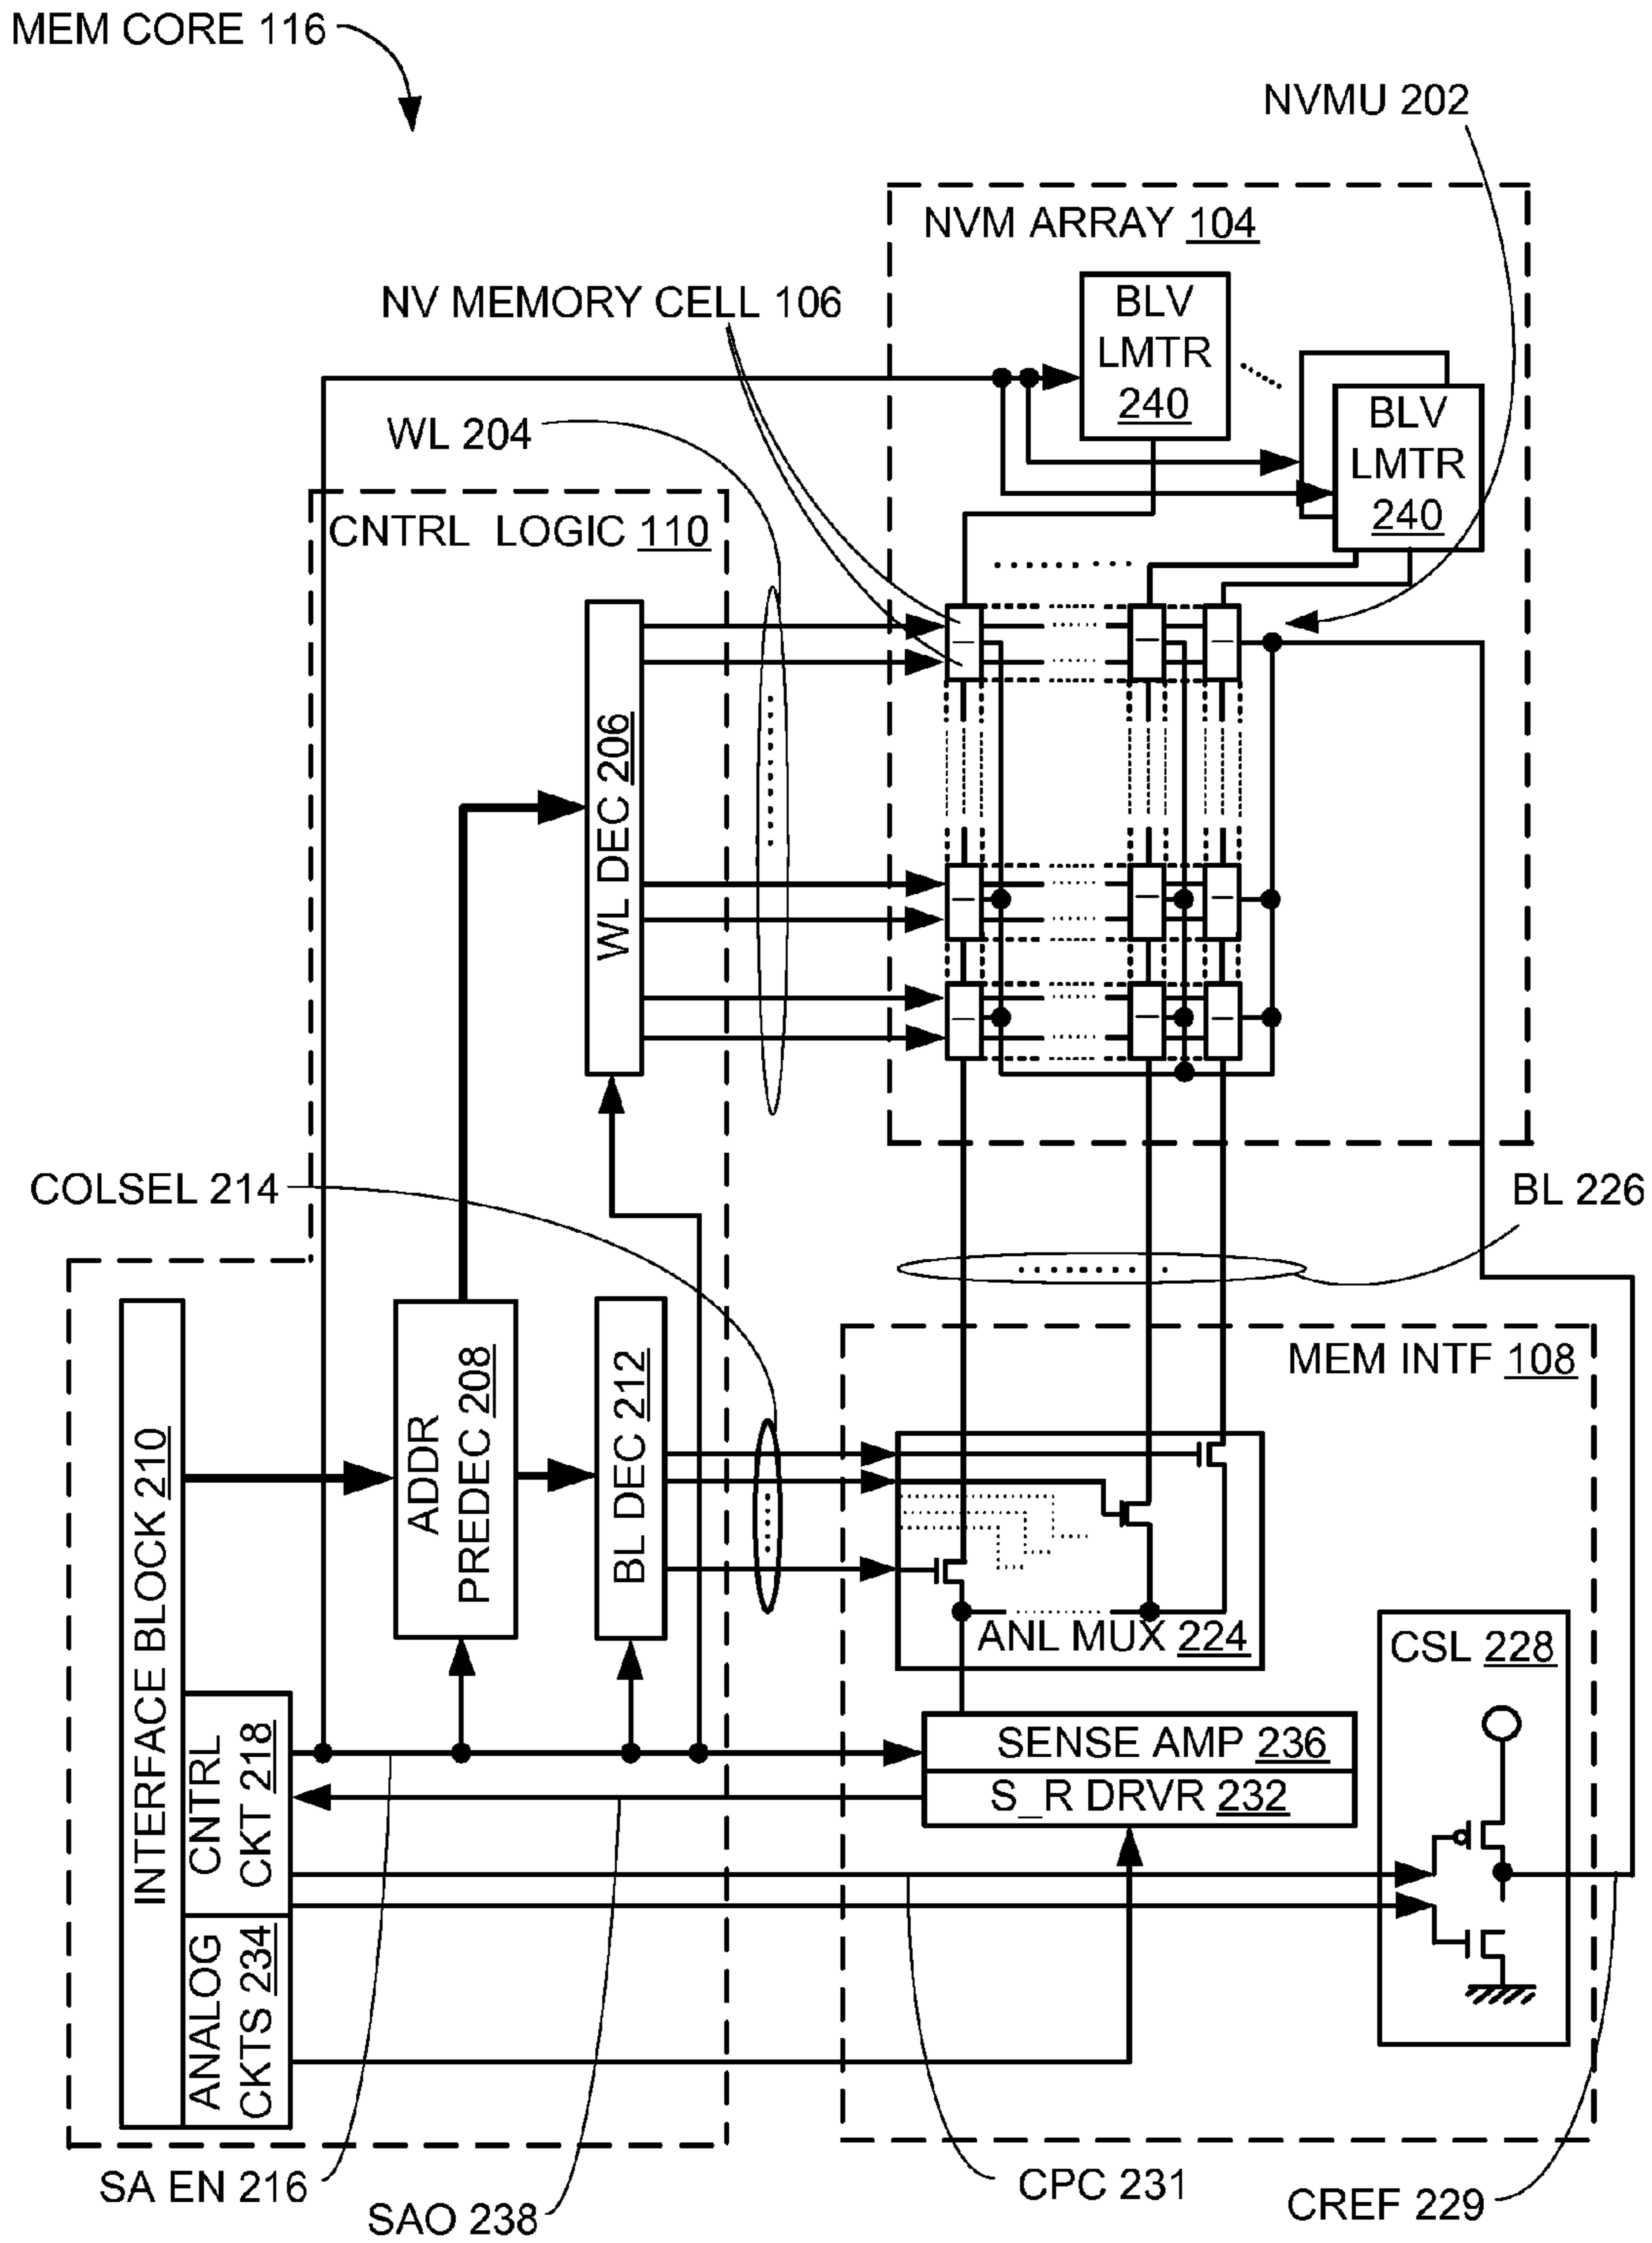 MEM CORE 116
NVMU 202
NVM ARRAY 104
NV MEMORY CELL 106
BLV
LMTR
240
BLV
LMTR
240
WL 204
CNTRL LOGIC 110
WL DEC 206
COLSEL 214
BL 226
MEM INTF 108
INTERFACE BLOCK 210
ADDR
PREDEC 208
BL DEC 212
ANL MUX 224
CSL 228
CNTRL
CKT 218
SENSE AMP 236
S_R DRVR 232
ANALOG
CKTS 234
SA EN 216
SAO 238
CPC 231
CREF 229